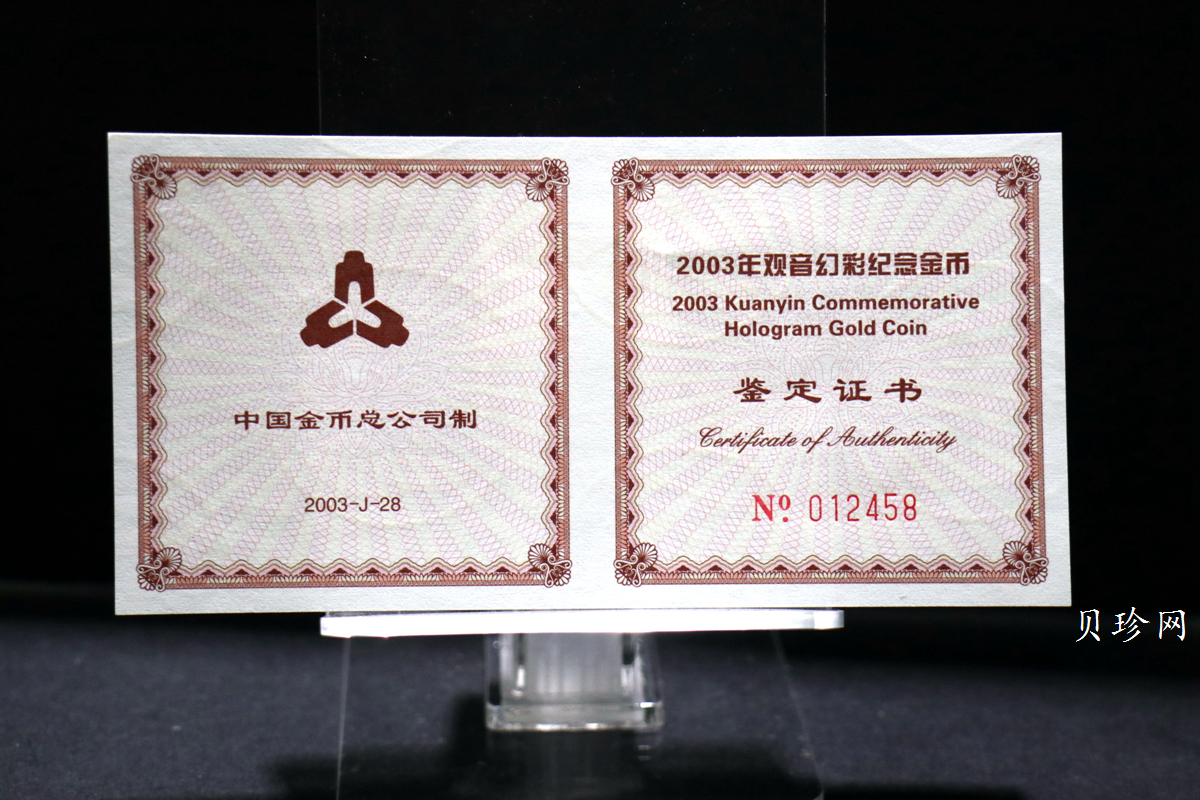 中国金币总公司制
2003-J-28
2003年观音幻彩纪念金币
2003 Kuanyin Commemorative
Hologram Gold Coin
鉴定证书
Certificate of Authenticity
Nº. 012458
贝珍网